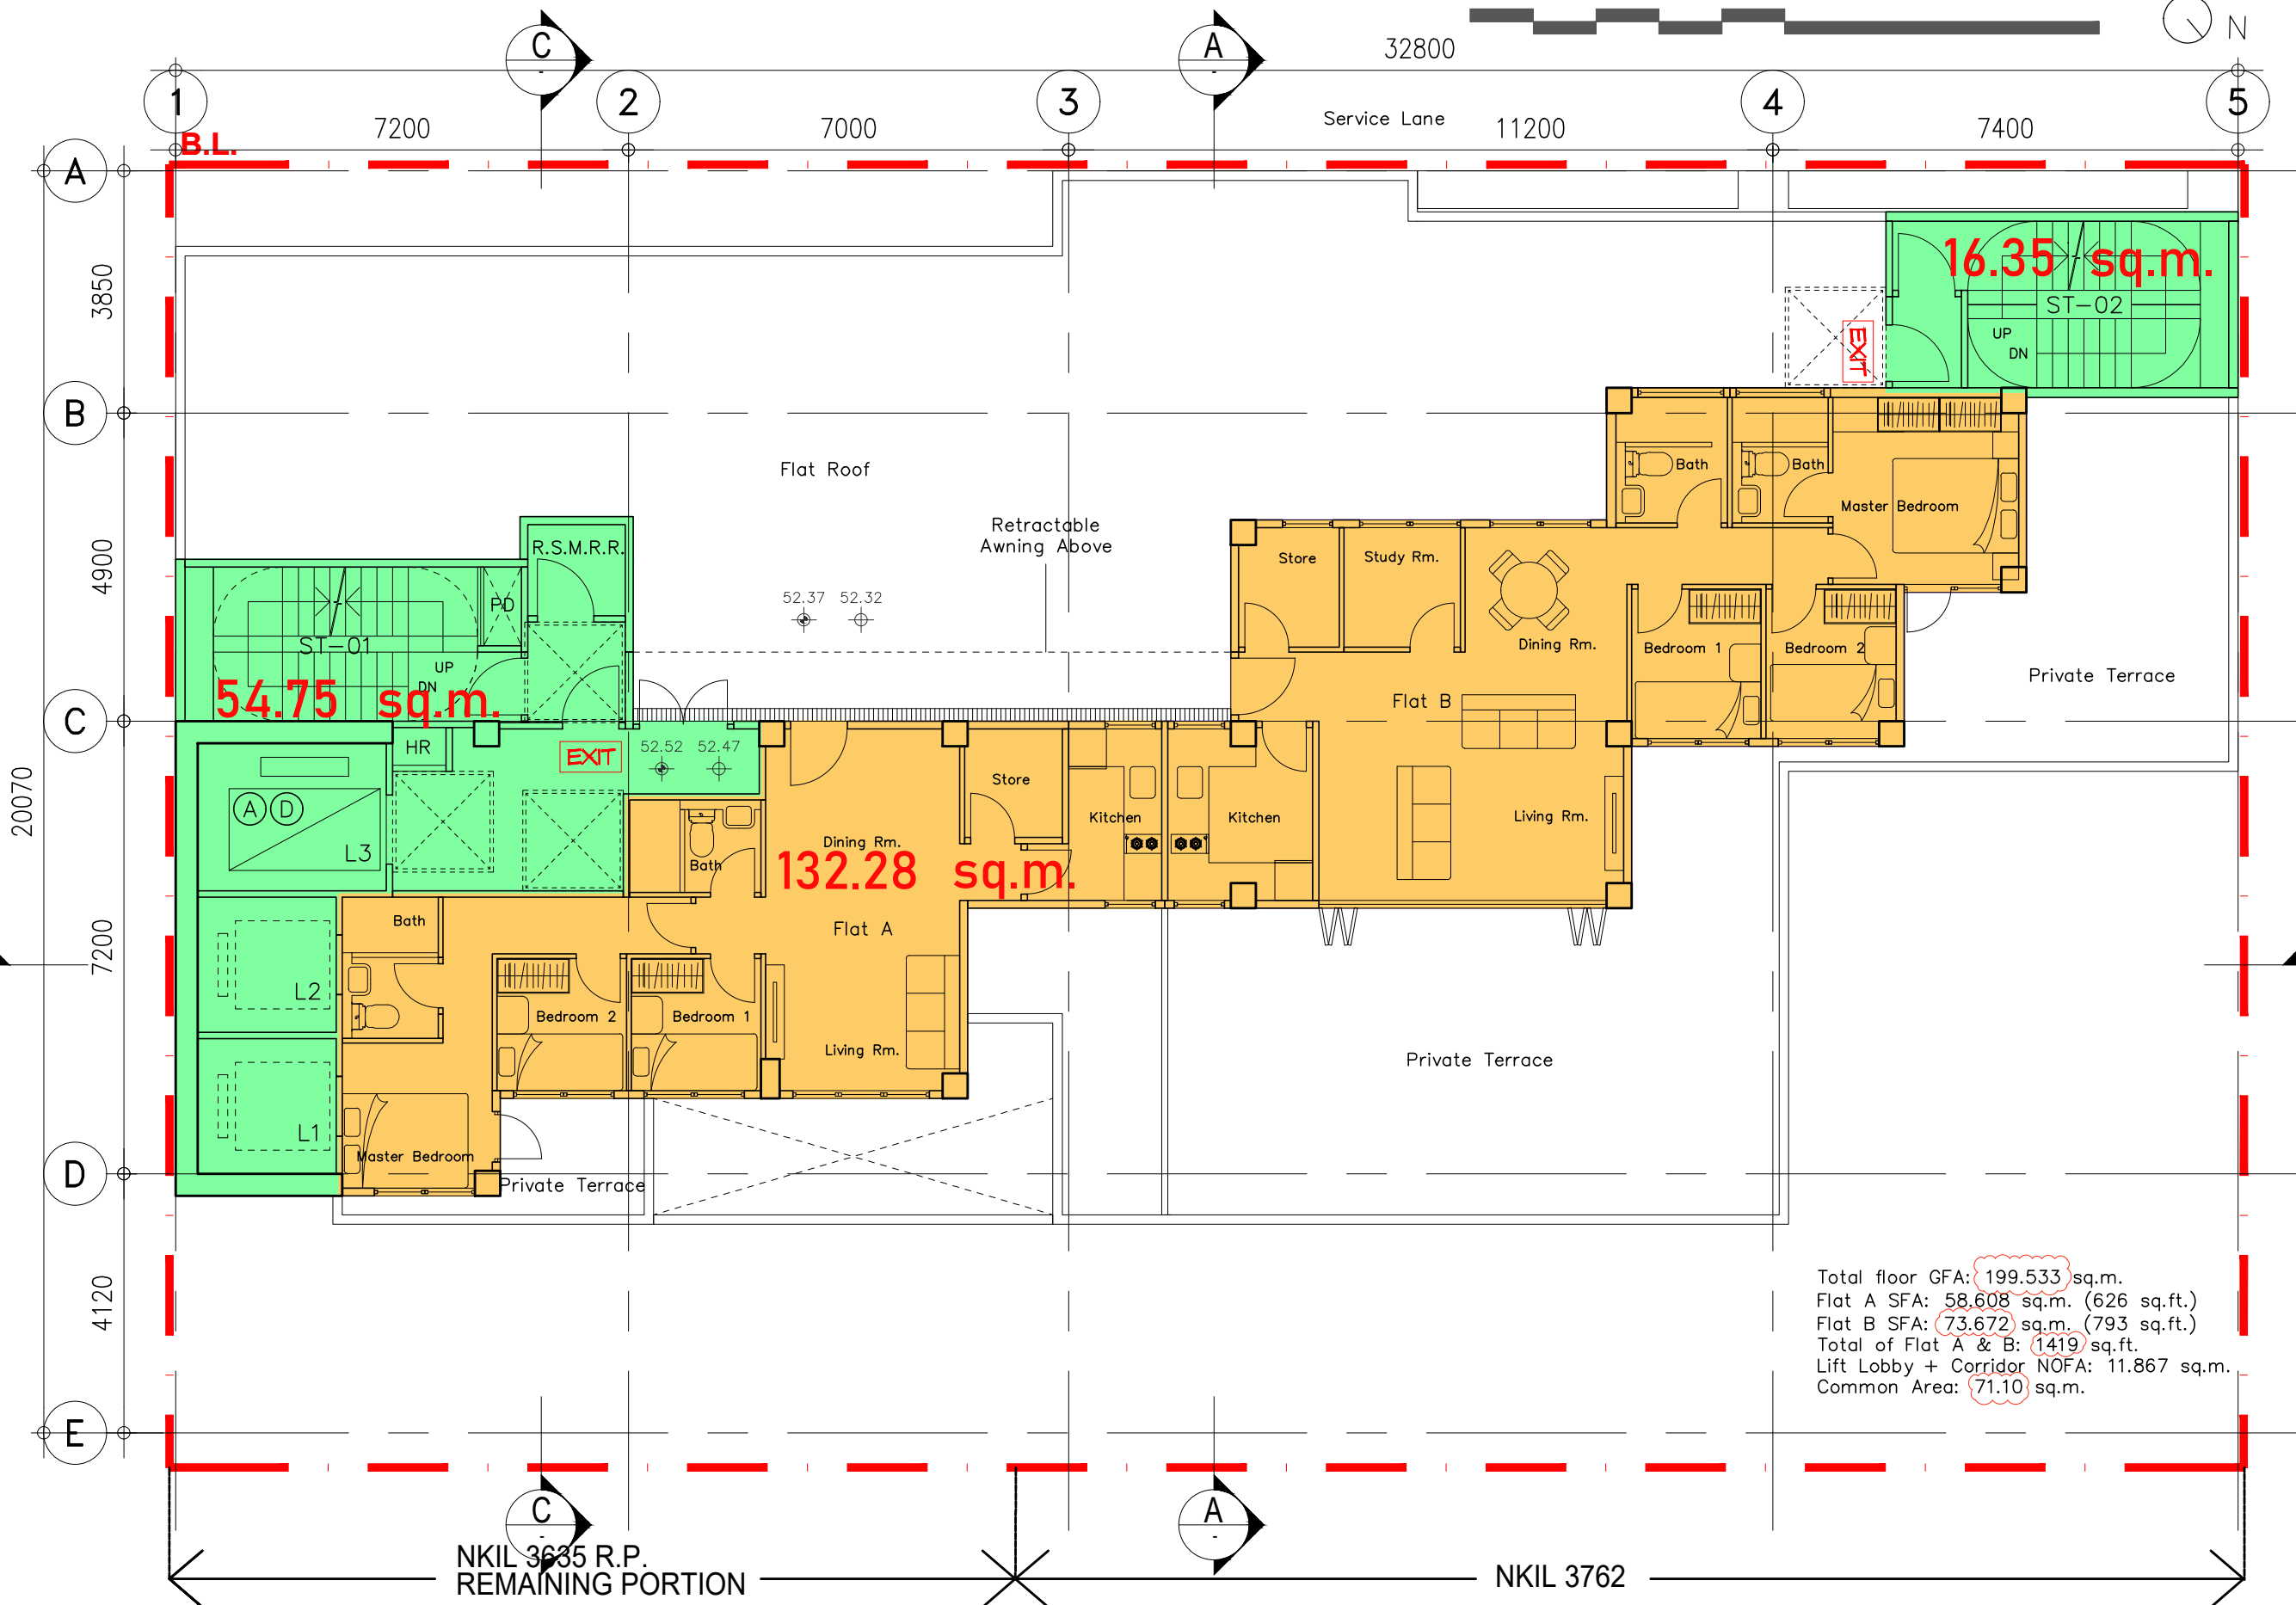 C
-
A
-
32800
N
1
2
3
4
5
7200
7000
Service Lane
11200
7400
B.L.
A
3850
16.35 sq.m.
ST-02
UP
DN
EXIT
B
Flat Roof
Bath
Bath
Master Bedroom
Retractable
Awning Above
R.S.M.R.R.
Store
Study Rm.
4900
52.37 52.32
PD
ST-01
UP
DN
Dining Rm.
Bedroom 1
Bedroom 2
Private Terrace
54.75 sq.m.
Flat B
C
HR
EXIT
52.52 52.47
Store
20070
A D
L3
Kitchen
Kitchen
Living Rm.
Dining Rm.
Bath
132.28 sq.m.
Bath
Flat A
7200
L2
Bedroom 2
Bedroom 1
Living Rm.
Private Terrace
L1
Master Bedroom
D
Private Terrace
4120
Total floor GFA: 199.533 sq.m.
Flat A SFA: 58.608 sq.m. (626 sq.ft.)
Flat B SFA: 73.672 sq.m. (793 sq.ft.)
Total of Flat A & B: 1419 sq.ft.
Lift Lobby + Corridor NOFA: 11.867 sq.m.
Common Area: 71.10 sq.m.
E
C
-
A
-
NKIL 3635 R.P.
REMAINING PORTION
NKIL 3762